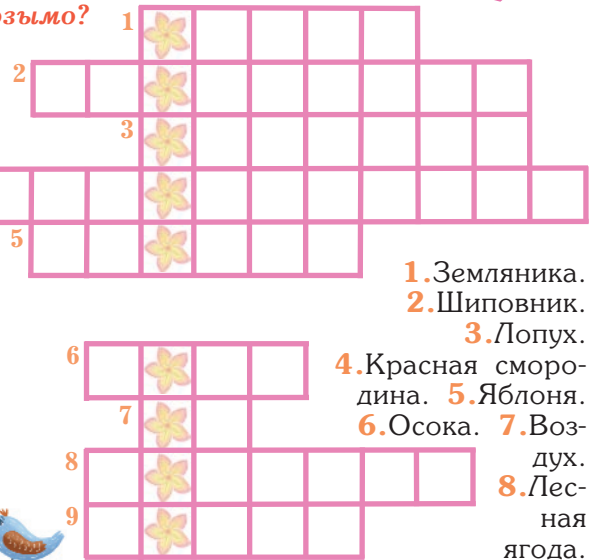 озымо?
1
2
3
5
1.Земляника.
2.Шиповник.
3.Лопух.
4.Красная сморо-
дина. 5.Яблоня.
6 6.Осока. 7.Воз-
7 дух.
8 8.Лес-
9 ная
ягода.